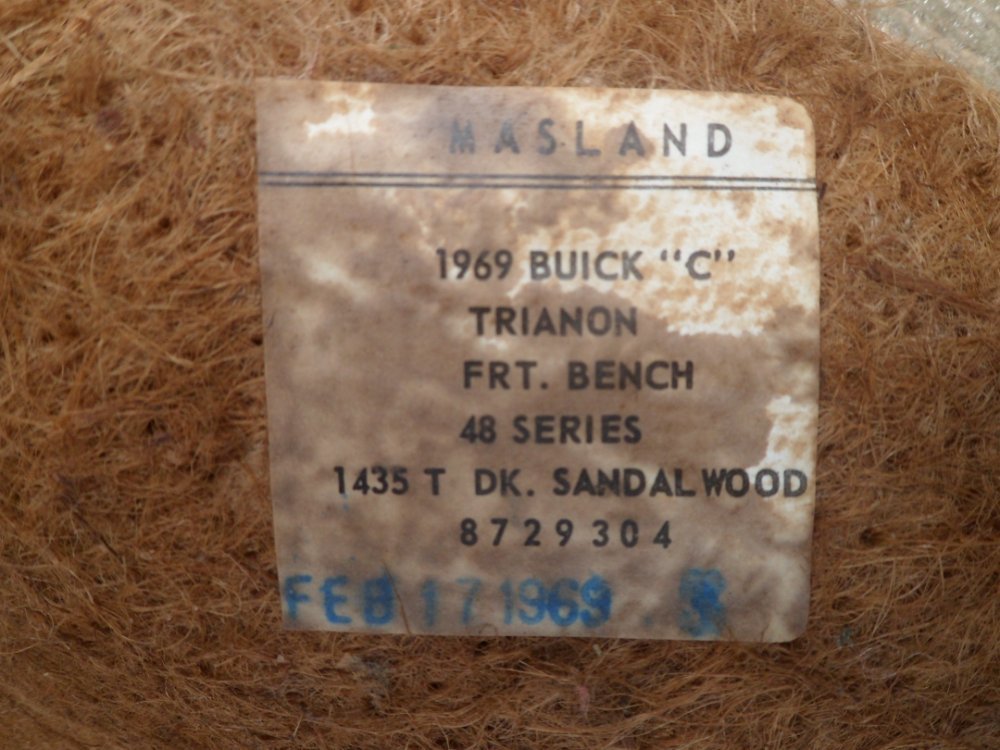 MASLAND
1969 BUICK "C"
TRIANON
FRT. BENCH
48 SERIES
1435 T DK. SANDALWOOD
8729304
FEB 17 1969